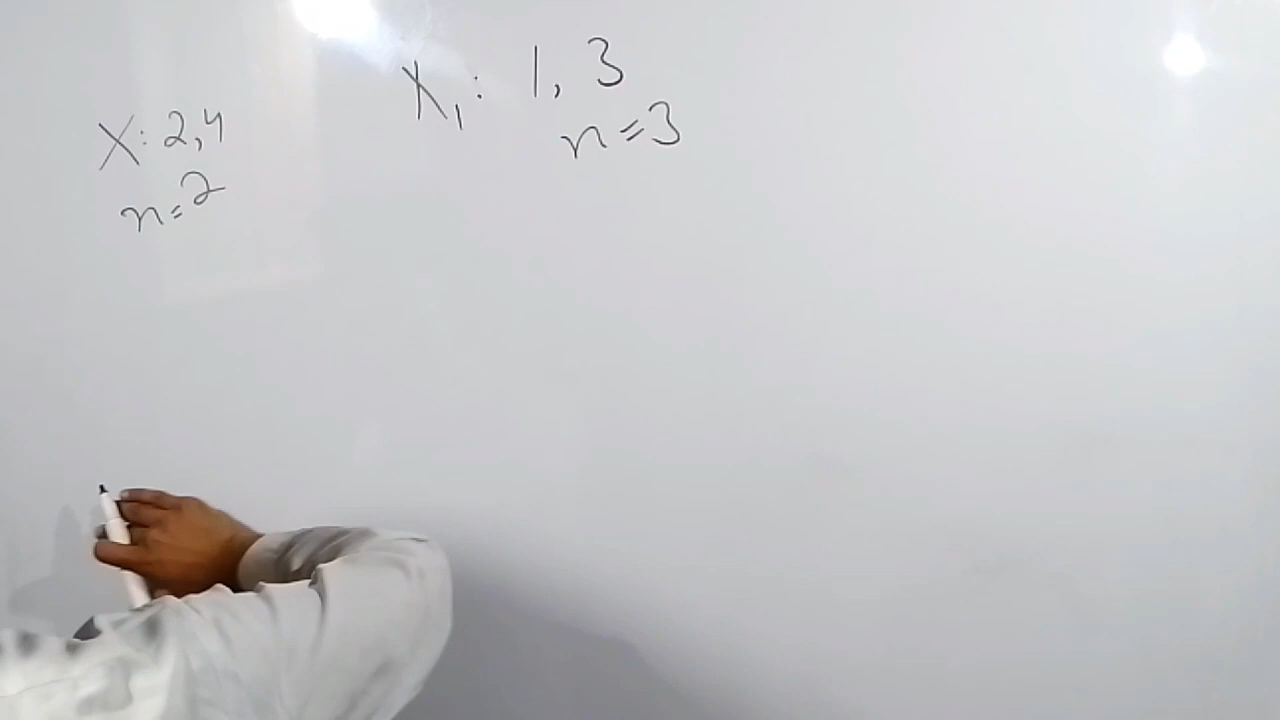 X: 2,4
n=2
X₁: 1, 3
n=3